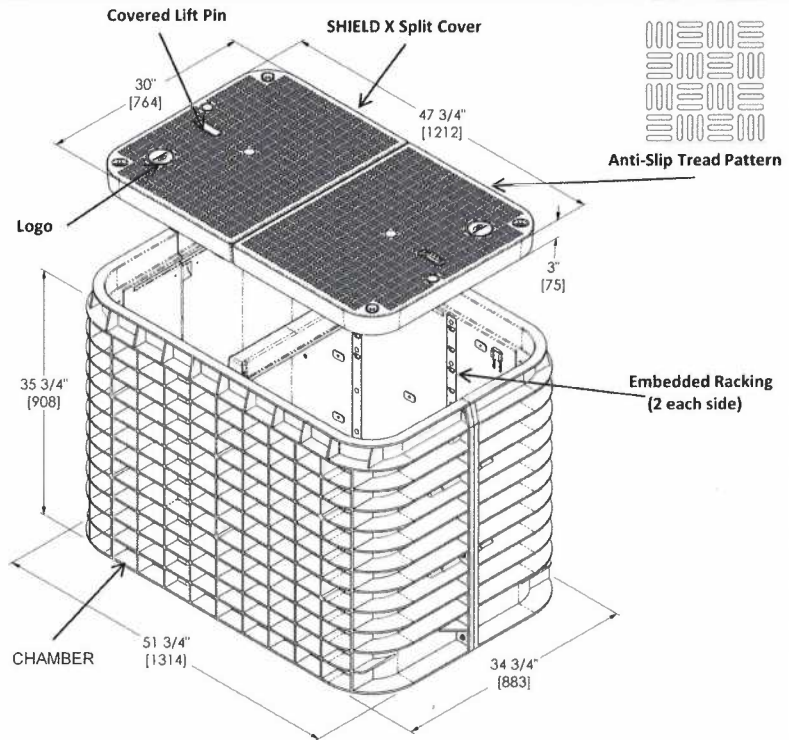 Covered Lift Pin
SHIELD X Split Cover
30"
[764]
47 3/4"
[1212]
Anti-Slip Tread Pattern
Logo
3"
[75]
35 3/4"
[908]
Embedded Racking
(2 each side)
CHAMBER
51 3/4"
[1314]
34 3/4"
[883]